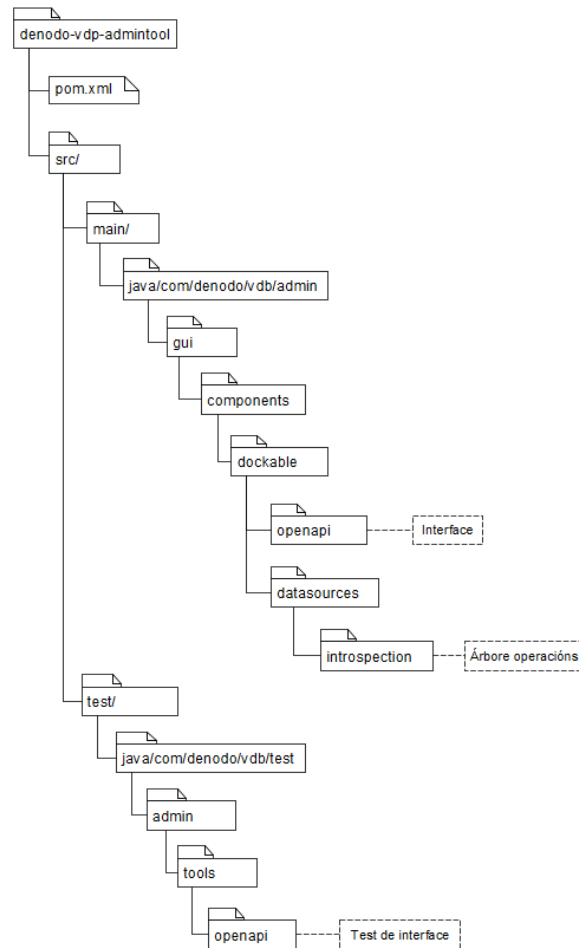 denodo-vdp-admintool
pom.xml
src/
main/
java/com/denodo/vdb/admin
gui
components
dockable
openapi
Interface
datasources
introspection
Árbore operacións
test/
java/com/denodo/vdb/test
admin
tools
openapi
Test de interface